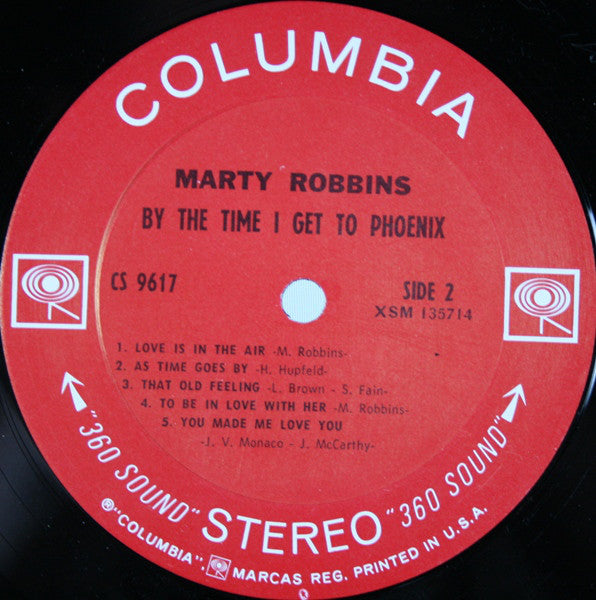 COLUMBIA
MARTY ROBBINS
BY THE TIME I GET TO PHOENIX
CS 9617
SIDE 2
XSM 135714
1. LOVE IS IN THE AIR -M. Robbins-
2. AS TIME GOES BY -H. Hupfeld-
3. THAT OLD FEELING -L. Brown - S. Fain-
4. TO BE IN LOVE WITH HER -M. Robbins-
5. YOU MADE ME LOVE YOU
-J. V. Monaco - J. McCarthy-
"360 SOUND" STEREO "360 SOUND"
®"COLUMBIA", MARCAS REG. PRINTED IN U.S.A.